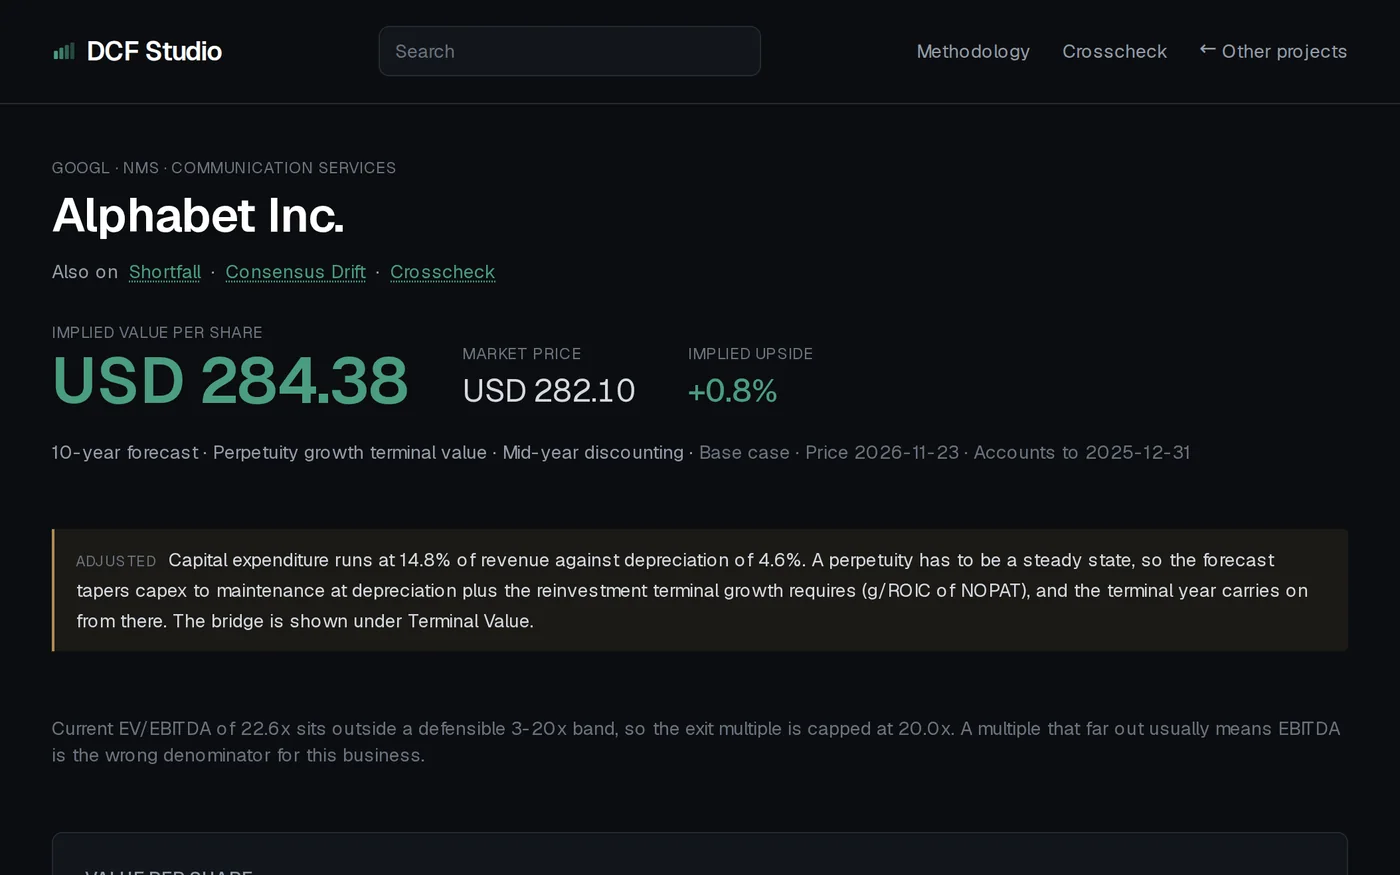 DCF Studio
Search
Methodology
Crosscheck
← Other projects
GOOGL · NMS · COMMUNICATION SERVICES
Alphabet Inc.
Also on Shortfall · Consensus Drift · Crosscheck
IMPLIED VALUE PER SHARE
USD 284.38
MARKET PRICE
USD 282.10
IMPLIED UPSIDE
+0.8%
10-year forecast · Perpetuity growth terminal value · Mid-year discounting · Base case · Price 2026-11-23 · Accounts to 2025-12-31
ADJUSTED Capital expenditure runs at 14.8% of revenue against depreciation of 4.6%. A perpetuity has to be a steady state, so the forecast
tapers capex to maintenance at depreciation plus the reinvestment terminal growth requires (g/ROIC of NOPAT), and the terminal year carries on
from there. The bridge is shown under Terminal Value.
Current EV/EBITDA of 22.6x sits outside a defensible 3-20x band, so the exit multiple is capped at 20.0x. A multiple that far out usually means EBITDA
is the wrong denominator for this business.
VALUE PER SHARE